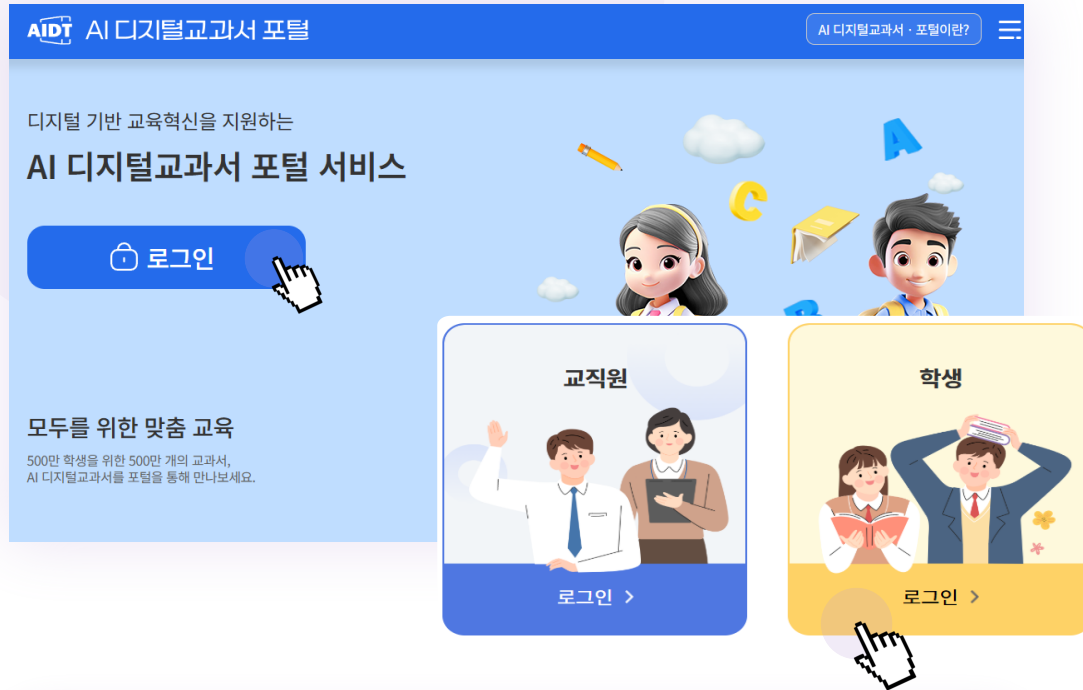 AIDT AI 디지털교과서 포털
AI 디지털교과서 · 포털이란?
디지털 기반 교육혁신을 지원하는
AI 디지털교과서 포털 서비스
로그인
모두를 위한 맞춤 교육
500만 학생을 위한 500만 개의 교과서,
AI 디지털교과서를 포털을 통해 만나보세요.
A
C
B
교직원
로그인 >
학생
로그인 >